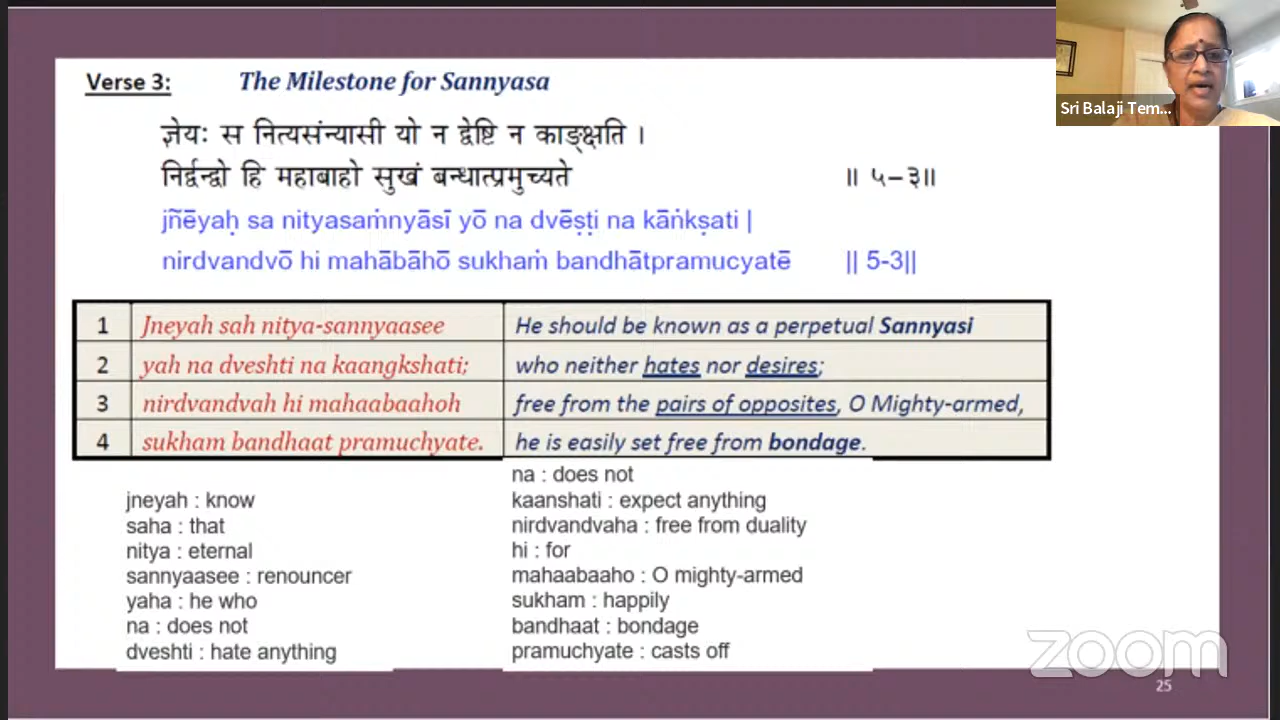 Verse 3: The Milestone for Sannyasa
ज्ञेयः स नित्यसंन्यासी यो न द्वेष्टि न काङ्क्षति ।
निर्द्वन्द्वो हि महाबाहो सुखं बन्धात्प्रमुच्यते ॥ ५-३॥
jñēyaḥ sa nityasaṁnyāsī yō na dvēṣṭi na kāṅkṣati |
nirdvandvō hi mahābāhō sukhaṁ bandhātpramucyatē || 5-3||
1 Jneyah sah nitya-sannyaasee He should be known as a perpetual Sannyasi
2 yah na dveshti na kaangkshati; who neither hates nor desires;
3 nirdvandvah hi mahaabaahoh free from the pairs of opposites, O Mighty-armed,
4 sukham bandhaat pramuchyate. he is easily set free from bondage.
jneyah : know
saha : that
nitya : eternal
sannyaasee : renouncer
yaha : he who
na : does not
dveshti : hate anything
na : does not
kaanshati : expect anything
nirdvandvaha : free from duality
hi : for
mahaabaaho : O mighty-armed
sukham : happily
bandhaat : bondage
pramuchyate : casts off
Sri Balaji Tem...
zoom
25